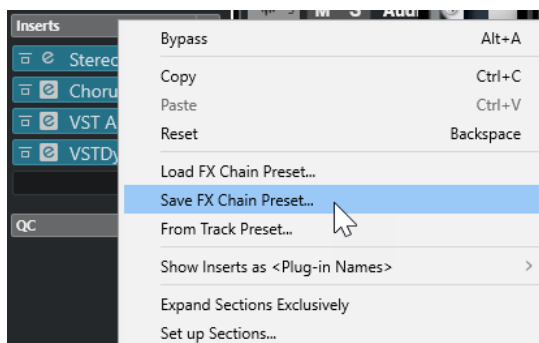 Inserts
Bypass Alt+A
Stereo
Copy Ctrl+C
Paste Ctrl+V
VST A
Reset Backspace
VSTDy
Load FX Chain Preset...
Save FX Chain Preset...
QC
From Track Preset...
Show Inserts as <Plug-in Names>
Expand Sections Exclusively
Set up Sections...